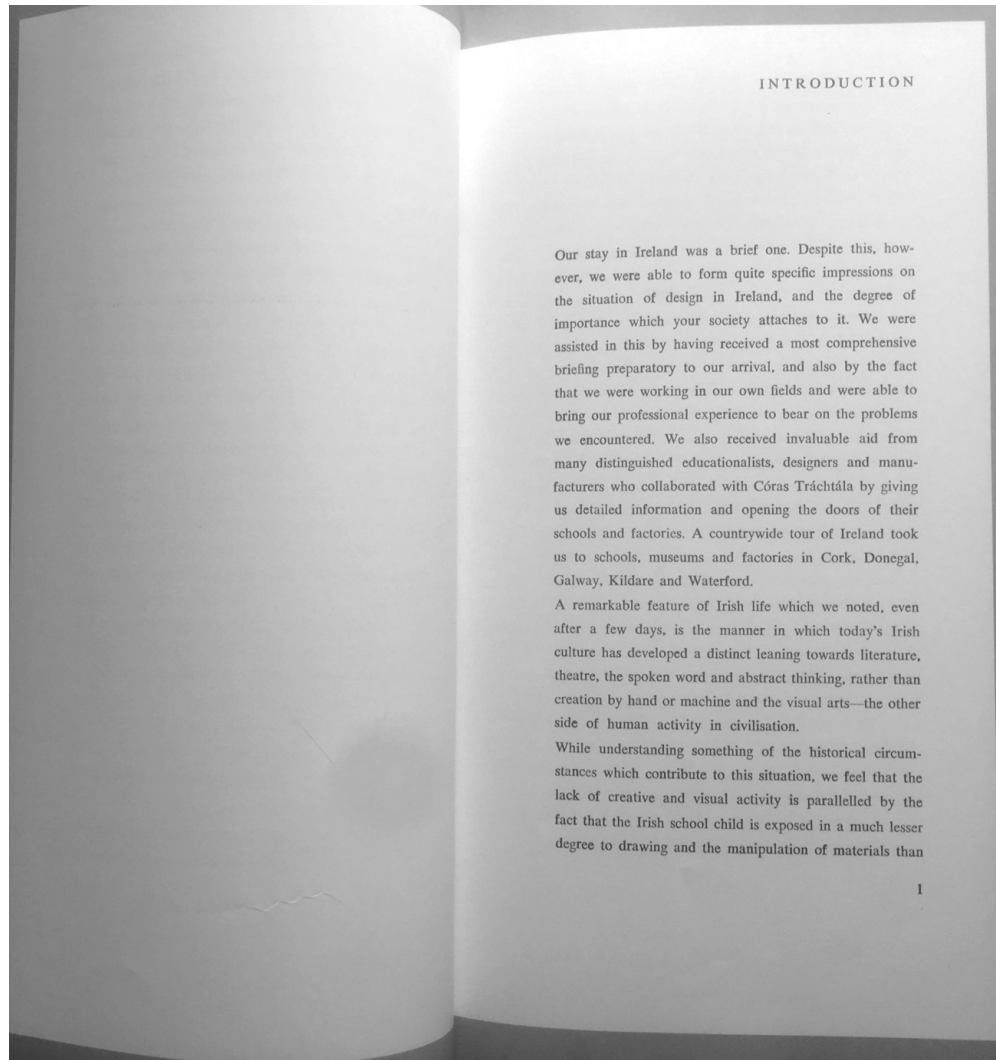 INTRODUCTION
Our stay in Ireland was a brief one. Despite this, how-
ever, we were able to form quite specific impressions on
the situation of design in Ireland, and the degree of
importance which your society attaches to it. We were
assisted in this by having received a most comprehensive
briefing preparatory to our arrival, and also by the fact
that we were working in our own fields and were able to
bring our professional experience to bear on the problems
we encountered. We also received invaluable aid from
many distinguished educationalists, designers and manu-
facturers who collaborated with Córas Tráchtála by giving
us detailed information and opening the doors of their
schools and factories. A countrywide tour of Ireland took
us to schools, museums and factories in Cork, Donegal,
Galway, Kildare and Waterford.
A remarkable feature of Irish life which we noted, even
after a few days, is the manner in which today's Irish
culture has developed a distinct leaning towards literature,
theatre, the spoken word and abstract thinking, rather than
creation by hand or machine and the visual arts—the other
side of human activity in civilisation.
While understanding something of the historical circum-
stances which contribute to this situation, we feel that the
lack of creative and visual activity is parallelled by the
fact that the Irish school child is exposed in a much lesser
degree to drawing and the manipulation of materials than
1